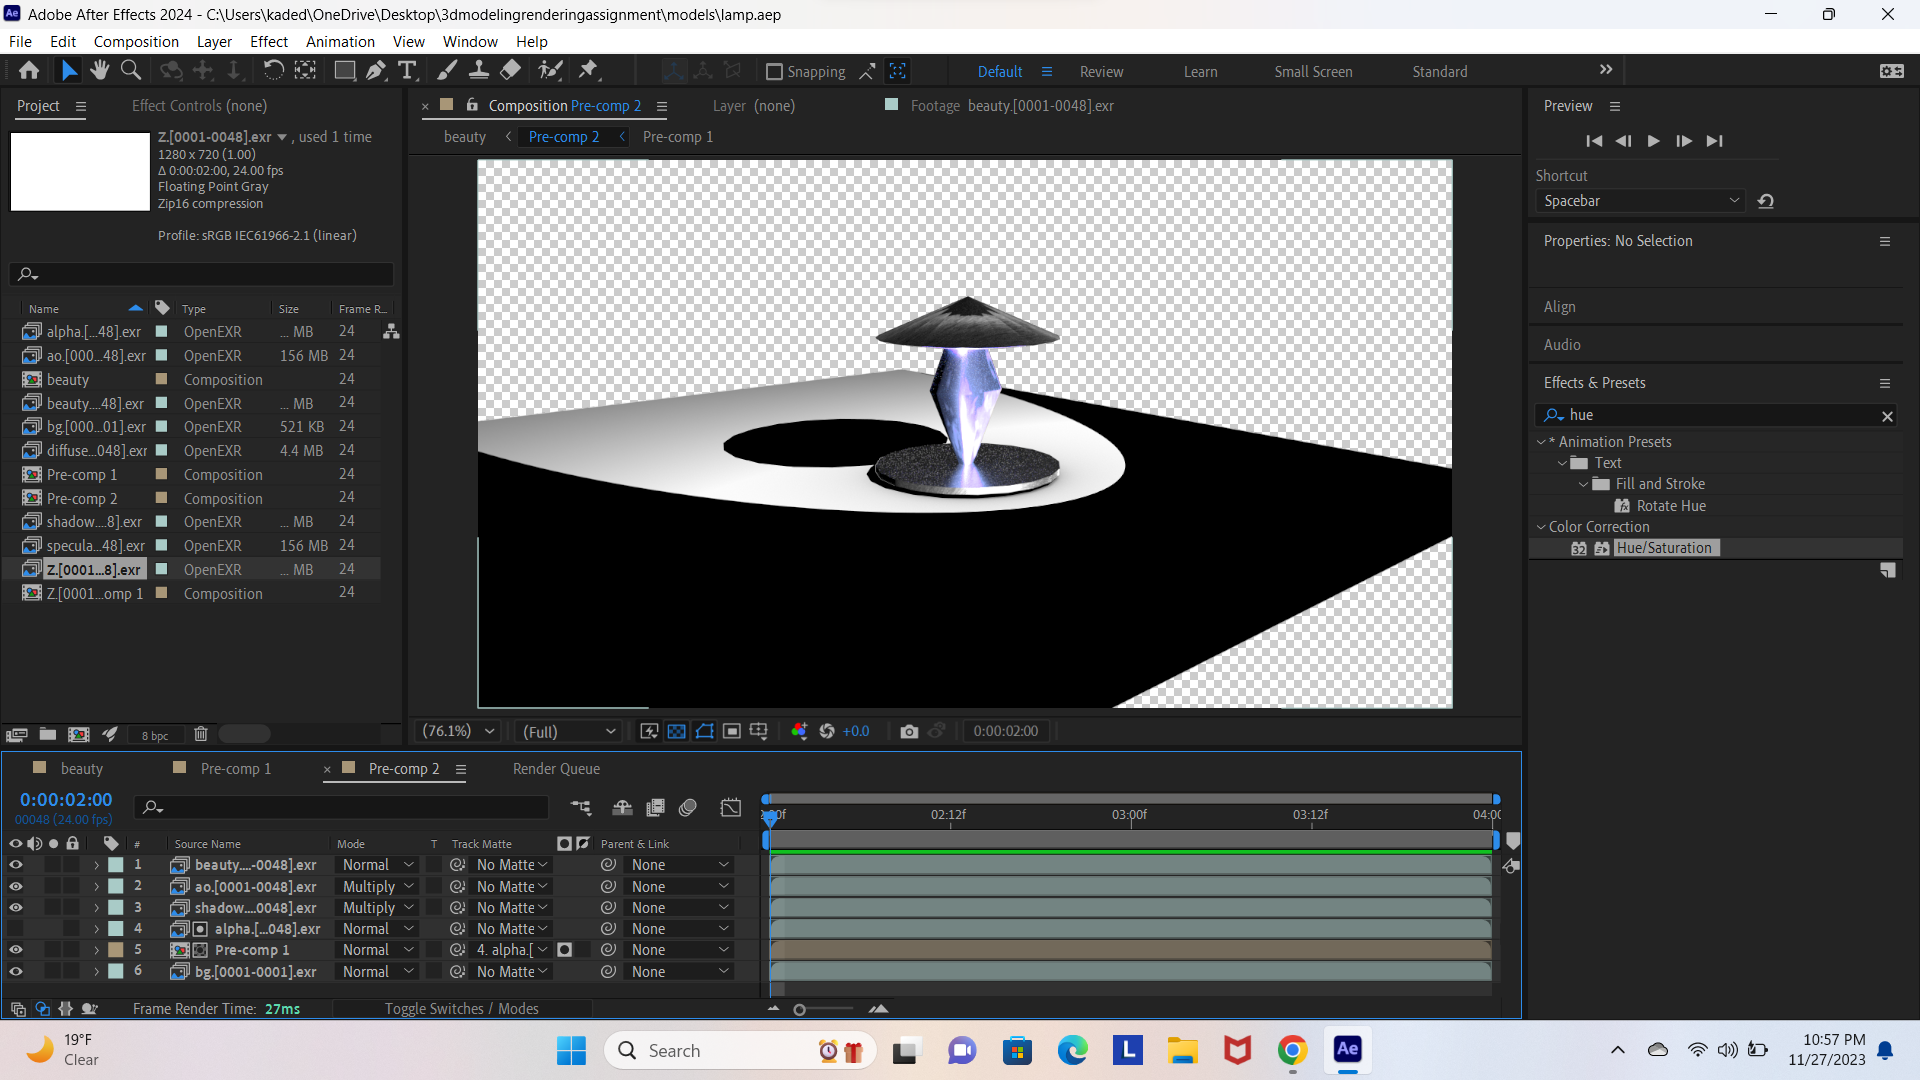 Adobe After Effects 2024 - C:\Users\kaded\OneDrive\Desktop\3dmodelingrenderingassignment\models\lamp.aep
File Edit Composition Layer Effect Animation View Window Help
Snapping Default Review Learn Small Screen Standard
Project Effect Controls (none)
Z.[0001-0048].exr , used 1 time
1280 x 720 (1.00)
Δ 0:00:02:00, 24.00 fps
Floating Point Gray
Zip16 compression
Profile: sRGB IEC61966-2.1 (linear)
Name Type Size Frame R...
alpha.[...48].exr OpenEXR ... MB 24
ao.[000...48].exr OpenEXR 156 MB 24
beauty Composition 24
beauty....48].exr OpenEXR ... MB 24
bg.[000...01].exr OpenEXR 521 KB 24
diffuse...048].exr OpenEXR 4.4 MB 24
Pre-comp 1 Composition 24
Pre-comp 2 Composition 24
shadow....8].exr OpenEXR ... MB 24
specula...48].exr OpenEXR 156 MB 24
Z.[0001...8].exr OpenEXR ... MB 24
Z.[0001...omp 1 Composition 24
8 bpc
× Composition Pre-comp 2 Layer (none) Footage beauty.[0001-0048].exr
beauty < Pre-comp 2 < Pre-comp 1
(76.1%) (Full) +0.0 0:00:02:00
Preview
Shortcut
Spacebar
Properties: No Selection
Align
Audio
Effects & Presets
hue
* Animation Presets
Text
Fill and Stroke
Rotate Hue
Color Correction
32 Hue/Saturation
beauty Pre-comp 1 × Pre-comp 2 Render Queue
0:00:02:00
00048 (24.00 fps)
:00f 02:12f 03:00f 03:12f 04:00
# Source Name Mode T Track Matte Parent & Link
1 beauty....-0048].exr Normal No Matte None
2 ao.[0001-0048].exr Multiply No Matte None
3 shadow....0048].exr Multiply No Matte None
4 alpha.[...048].exr Normal No Matte None
5 Pre-comp 1 Normal 4. alpha.[ None
6 bg.[0001-0001].exr Normal No Matte None
Frame Render Time: 27ms Toggle Switches / Modes
19°F
Clear
Search
L
Ae
10:57 PM
11/27/2023